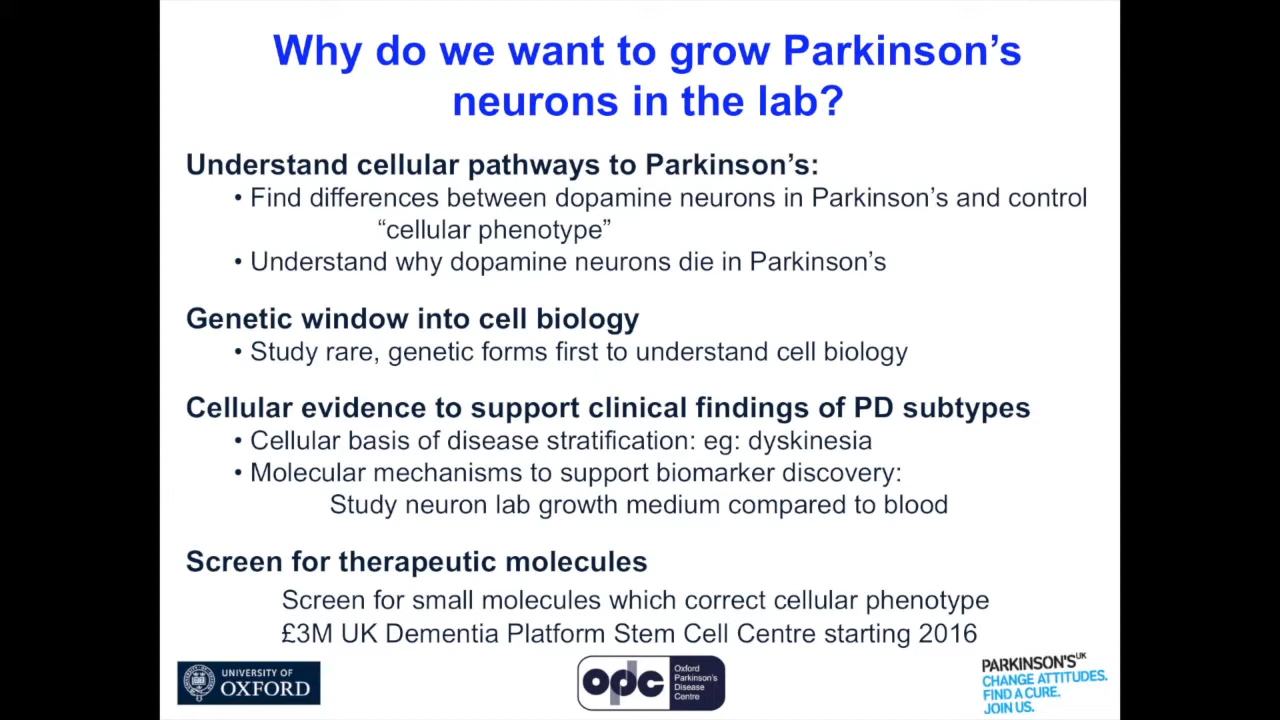 Why do we want to grow Parkinson’s
neurons in the lab?
Understand cellular pathways to Parkinson’s:
• Find differences between dopamine neurons in Parkinson’s and control
“cellular phenotype”
• Understand why dopamine neurons die in Parkinson’s
Genetic window into cell biology
• Study rare, genetic forms first to understand cell biology
Cellular evidence to support clinical findings of PD subtypes
• Cellular basis of disease stratification: eg: dyskinesia
• Molecular mechanisms to support biomarker discovery:
Study neuron lab growth medium compared to blood
Screen for therapeutic molecules
Screen for small molecules which correct cellular phenotype
£3M UK Dementia Platform Stem Cell Centre starting 2016
UNIVERSITY OF
OXFORD
opdc
Oxford
Parkinson's
Disease
Centre
PARKINSON'S UK
CHANGE ATTITUDES.
FIND A CURE.
JOIN US.